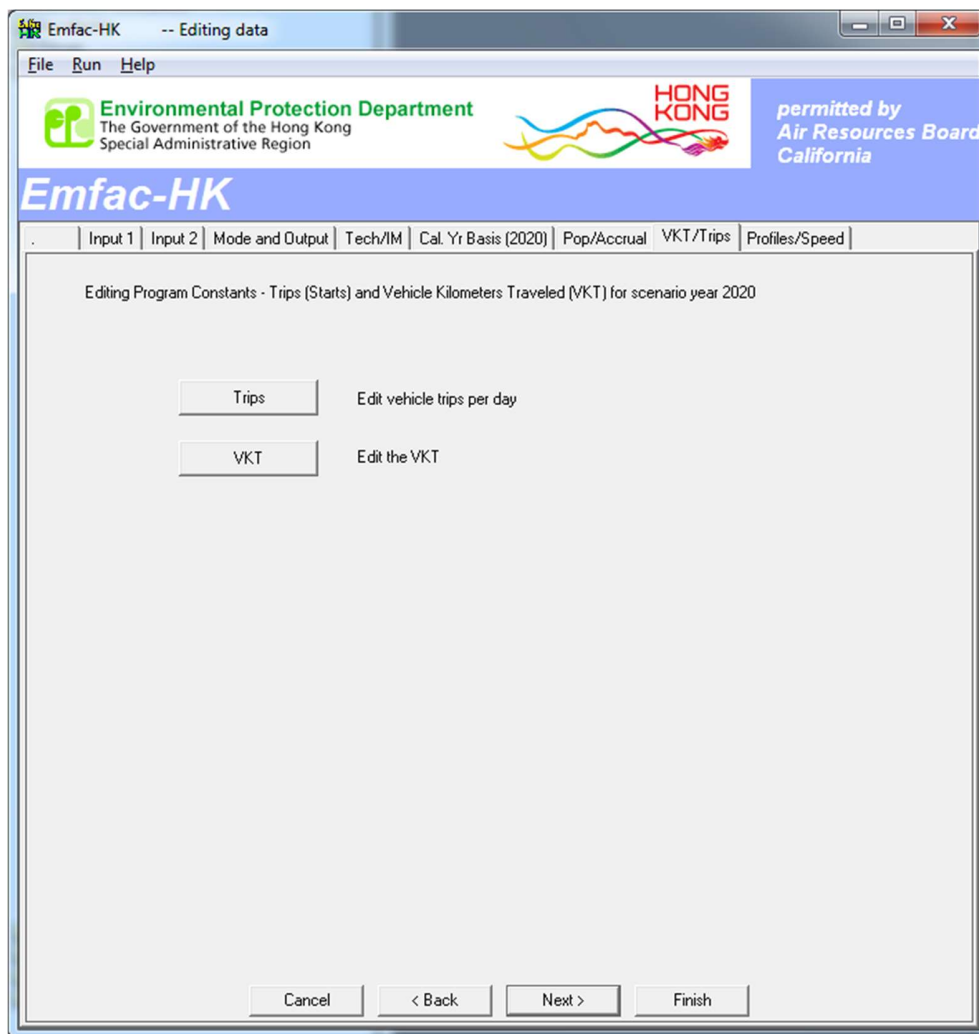 Emfac-HK -- Editing data
File Run Help
Environmental Protection Department
The Government of the Hong Kong
Special Administrative Region
HONG
KONG
permitted by
Air Resources Board
California
Emfac-HK
. Input 1 Input 2 Mode and Output Tech/IM Cal. Yr Basis (2020) Pop/Accrual VKT/Trips Profiles/Speed
Editing Program Constants - Trips (Starts) and Vehicle Kilometers Traveled (VKT) for scenario year 2020
Trips Edit vehicle trips per day
VKT Edit the VKT
Cancel < Back Next > Finish